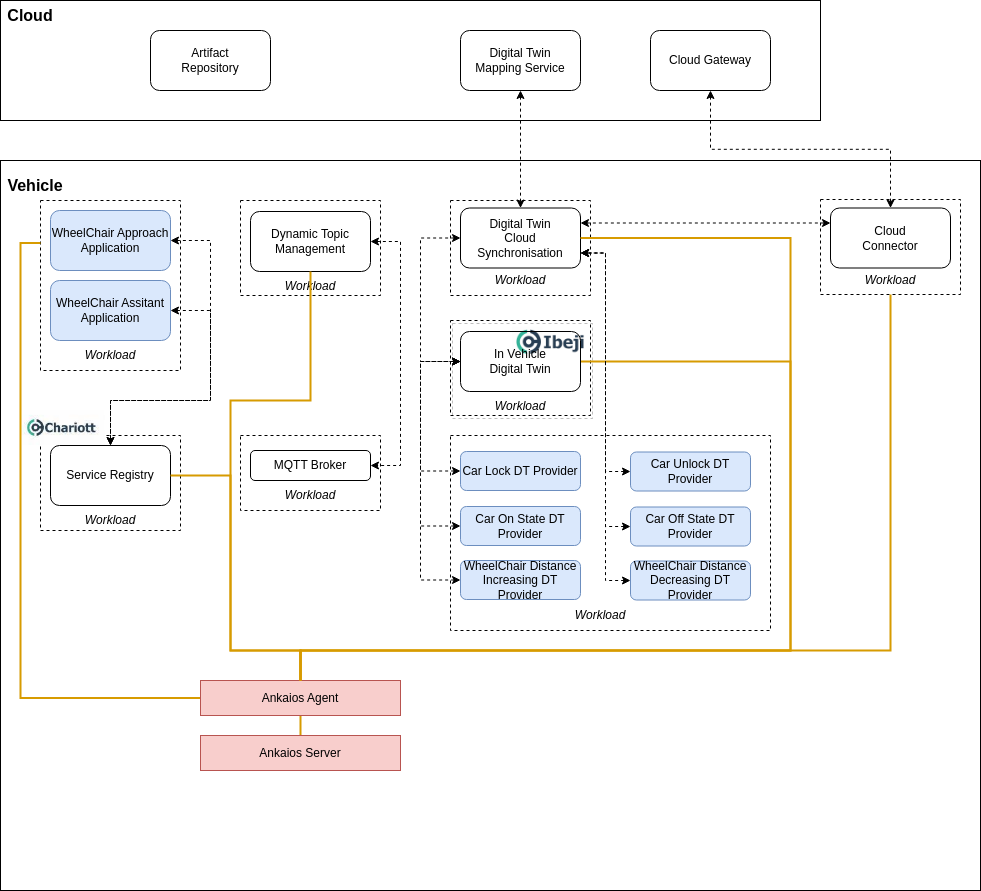 Cloud
Artifact
Repository
Digital Twin
Mapping Service
Cloud Gateway
Vehicle
WheelChair Approach
Application
WheelChair Assitant
Application
Workload
Dynamic Topic
Management
Workload
Digital Twin
Cloud
Synchronisation
Workload
Cloud
Connector
Workload
Ibeji
In Vehicle
Digital Twin
Workload
Chariott
Service Registry
Workload
MQTT Broker
Workload
Car Lock DT Provider
Car Unlock DT
Provider
Car On State DT
Provider
Car Off State DT
Provider
WheelChair Distance
Increasing DT
Provider
WheelChair Distance
Decreasing DT
Provider
Workload
Ankaios Agent
Ankaios Server